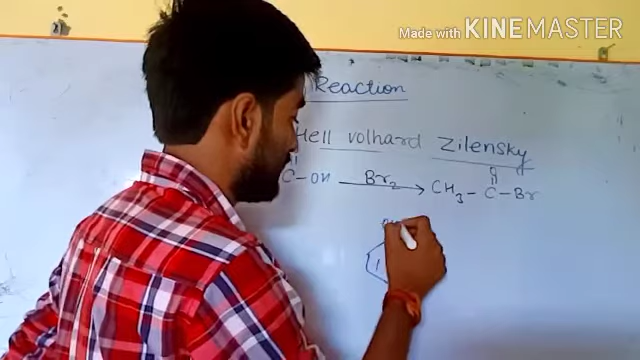 Made with KINEMASTER
Reaction
Hell volhard Zilensky
O
C-OH Br2 → CH3-C-Br